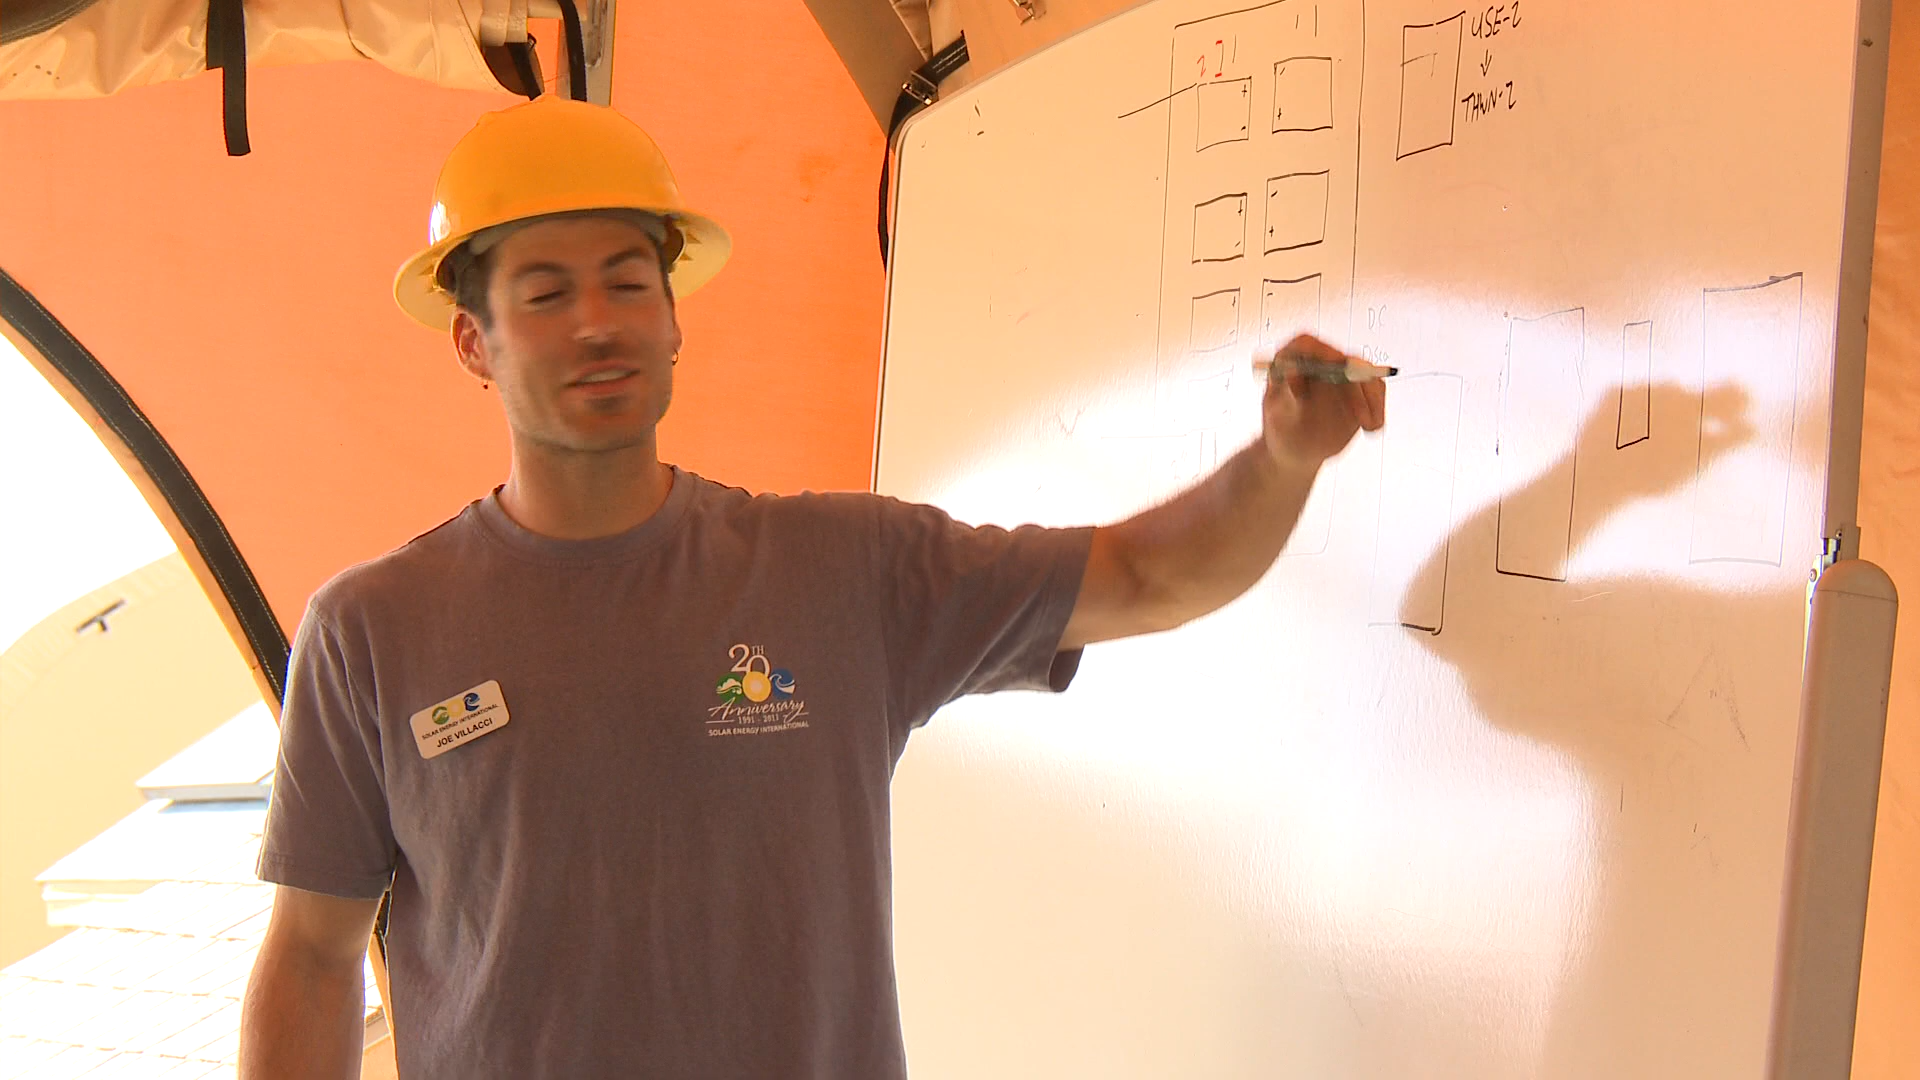 USE-2
THWN-2
DC
Disco
20TH
Anniversary
1991 - 2011
SOLAR ENERGY INTERNATIONAL
SOLAR ENERGY INTERNATIONAL
JOE VILLACCI